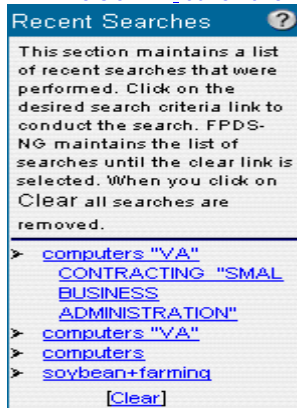 Recent Searches ?
This section maintains a list
of recent searches that were
performed. Click on the
desired search criteria link to
conduct the search. FPDS-
NG maintains the list of
searches until the clear link is
selected. When you click on
Clear all searches are
removed.
➢ computers "VA"
CONTRACTING "SMAL
BUSINESS
ADMINISTRATION"
➢ computers "VA"
➢ computers
➢ soybean+farming
[Clear]